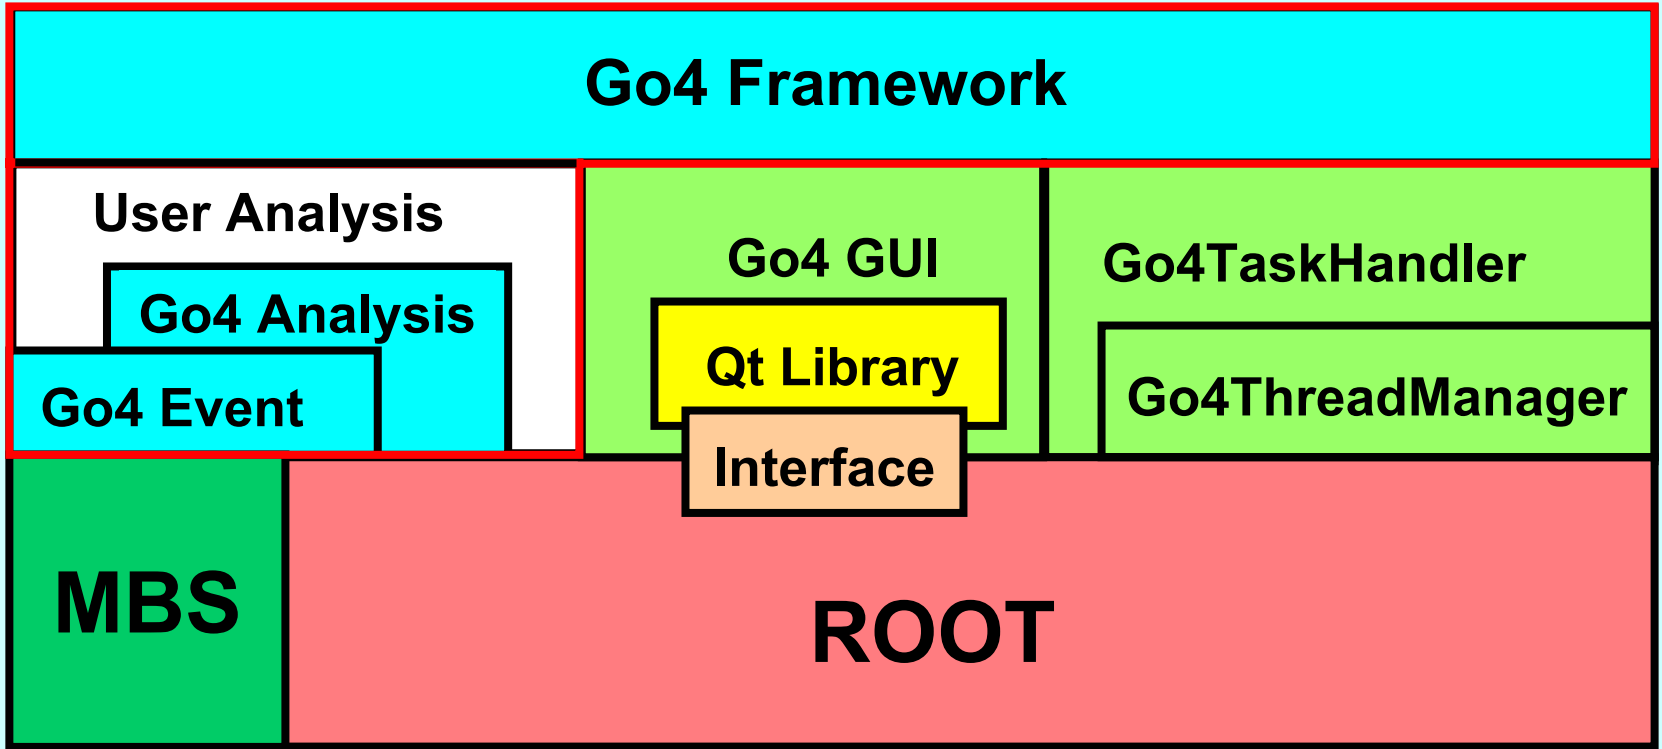 Go4 Framework
User Analysis
Go4 Analysis
Go4 Event
Go4 GUI
Qt Library
Interface
Go4TaskHandler
Go4ThreadManager
MBS
ROOT